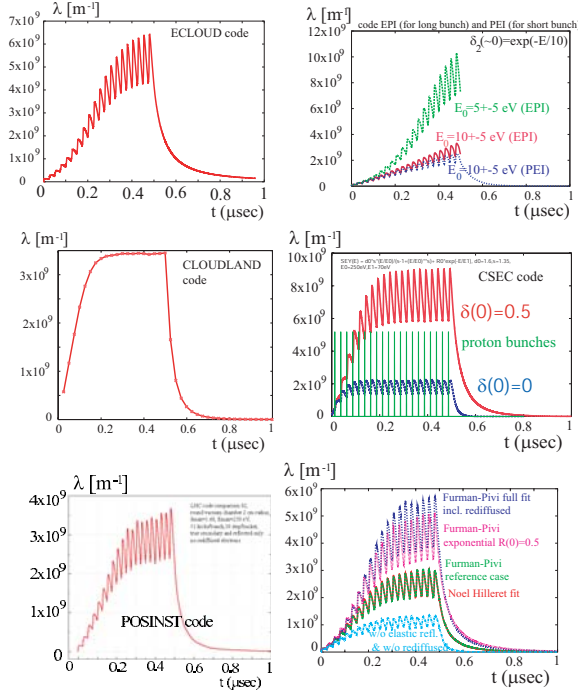 λ [m⁻¹]
ECLOUD code
7x10⁹
6x10⁹
5x10⁹
4x10⁹
3x10⁹
2x10⁹
1x10⁹
0
0 0.2 0.4 0.6 0.8 1
t (μsec)
λ [m⁻¹]
code EPI (for long bunch) and PEI (for short bunch
δ₂(~0)=exp(-E/10)
12x10⁹
10x10⁹
8x10⁹
6x10⁹
4x10⁹
2x10⁹
0
E₀=5+-5 eV (EPI)
E₀=10+-5 eV (EPI)
E₀=10+-5 eV (PEI)
0 0.2 0.4 0.6 0.8 1
t (μsec)
λ [m⁻¹]
CLOUDLAND
code
3x10⁹
2x10⁹
1x10⁹
0
0 0.2 0.4 0.6 0.8 1
t (μsec)
λ [m⁻¹]
CSEC code
10x10⁹
8x10⁹
6x10⁹
4x10⁹
2x10⁹
0
δ(0)=0.5
proton bunches
δ(0)=0
0 0.2 0.4 0.6 0.8 1
t (μsec)
λ [m⁻¹]
4x10⁹
3x10⁹
2x10⁹
1x10⁹
0
POSINST code
0 0.2 0.4 0.6 0.8 1
t (μsec)
λ [m⁻¹]
6x10⁹
5x10⁹
4x10⁹
3x10⁹
2x10⁹
1x10⁹
0
Furman-Pivi full fit
incl. rediffused
Furman-Pivi
exponential R(0)=0.5
Furman-Pivi
reference case
Noel Hilleret fit
w/o elastic refl.
& w/o rediffused
0 0.2 0.4 0.6 0.8 1
t (μsec)